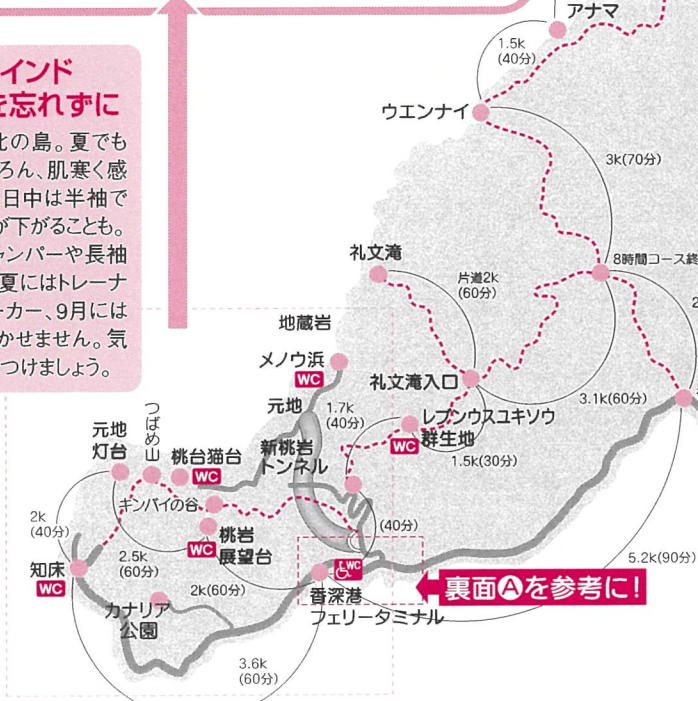 インド
を忘れずに
北の島。夏でも
ろん、肌寒く感
日中は半袖で
が下がることも。
ャンパーや長袖
夏にはトレーナ
ーカー、9月には
かせません。気
つけましょう。
アナマ
1.5k
(40分)
ウエンナイ
3k(70分)
礼文滝
片道2k
(60分)
8時間コース終
2
地蔵岩
メノウ浜
WC
礼文滝入口
3.1k(60分)
元地
1.7k
(40分)
レブンウスユキソウ
群生地
WC
1.5k(30分)
つばめ山
元地
灯台
桃台猫台
WC
新桃岩
トンネル
キンバイの谷
2k
(40分)
桃岩
展望台
WC
(40分)
2.5k
(60分)
知床
WC
2k(60分)
WC
香深港
フェリーターミナル
裏面Aを参考に!
5.2k(90分)
カナリア
公園
3.6k
(60分)